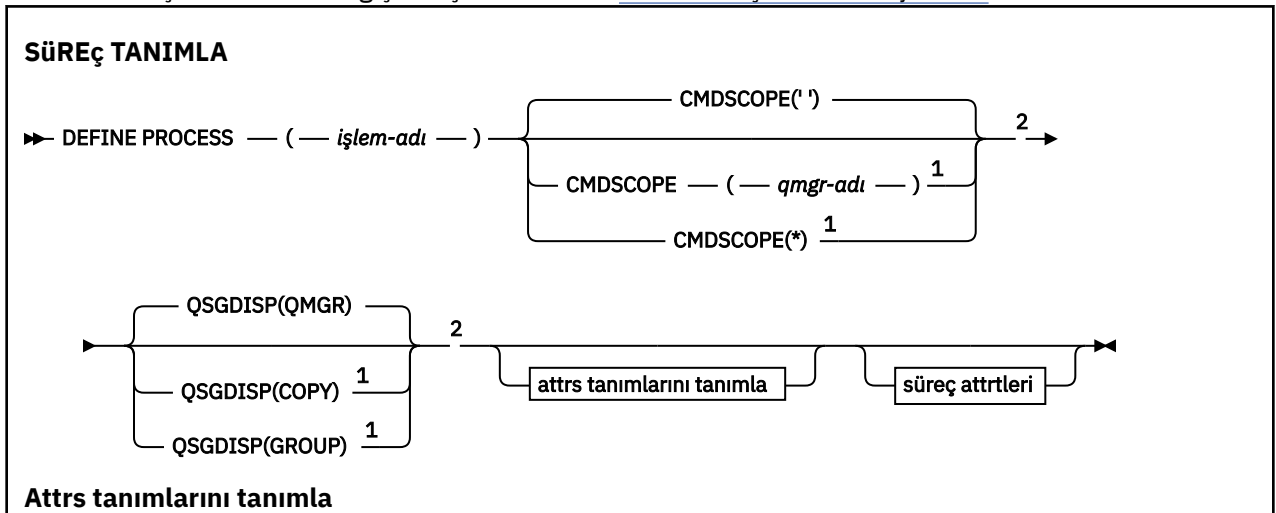 SüREç TANIMLA
CMDSCOPE(' ')
DEFINE PROCESS ( işlem-adı ) 2
CMDSCOPE ( qmgr-adı ) 1
CMDSCOPE(*) 1
QSGDISP(QMGR)
2
QSGDISP(COPY) 1 attrs tanımlarını tanımla süreç attrtleri
QSGDISP(GROUP) 1
Attrs tanımlarını tanımla